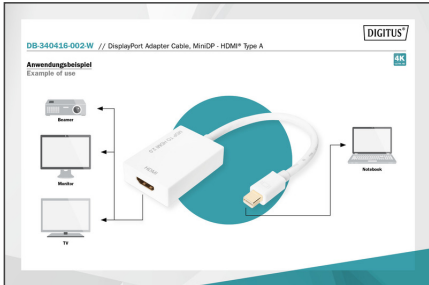 DIGITUS®
DB-340416-002-W // DisplayPort Adapter Cable, MiniDP - HDMI® Type A
4K
Anwendungsbeispiel
Example of use
Beamer
Monitor
TV
HDMI
Notebook